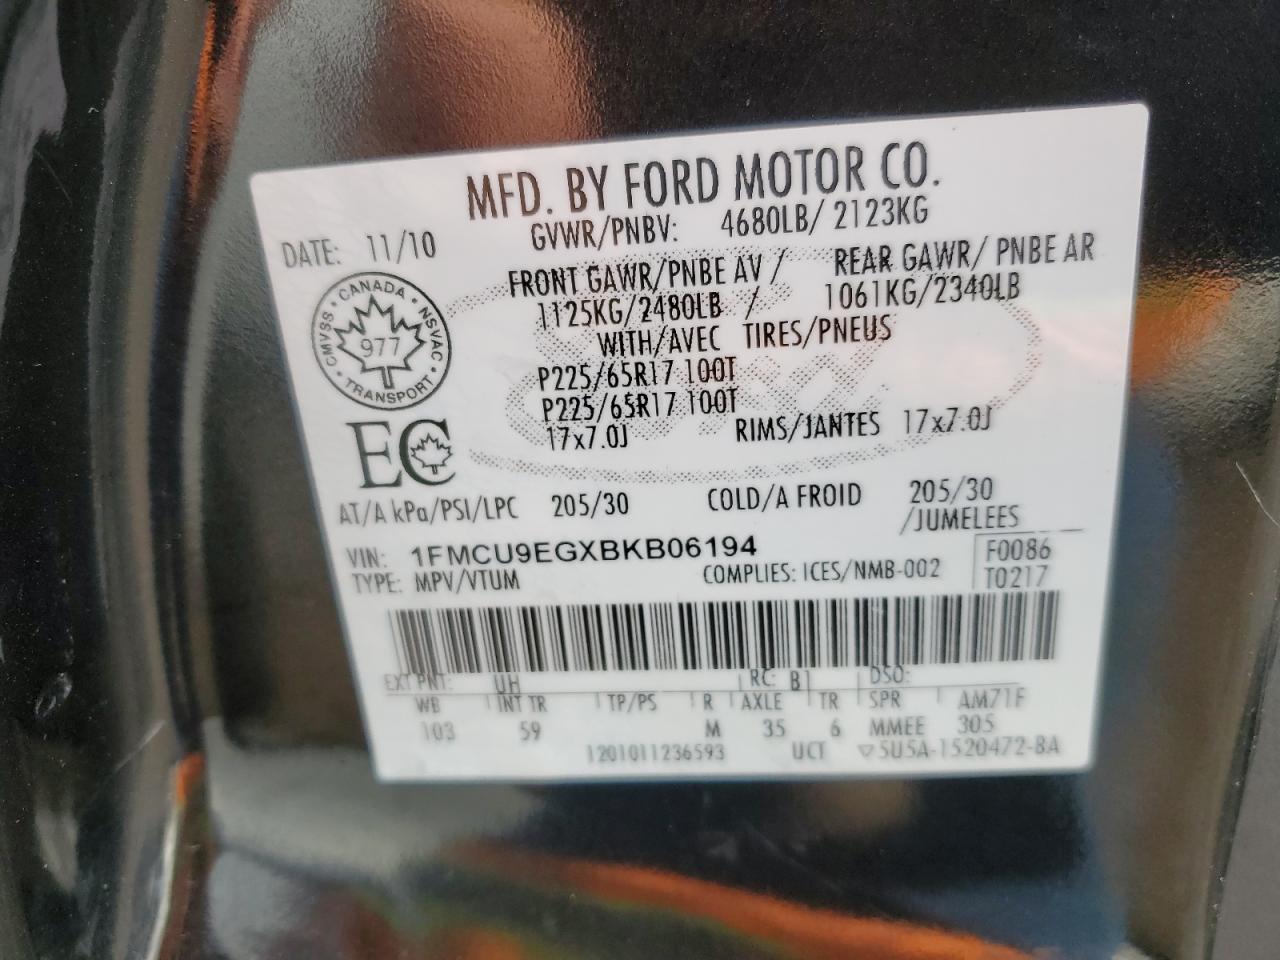 MFD. BY FORD MOTOR CO.
DATE: 11/10
GVWR/PNBV: 4680LB/ 2123KG
FRONT GAWR/PNBE AV / REAR GAWR/ PNBE AR
1125KG/2480LB / 1061KG/2340LB
WITH/AVEC TIRES/PNEUS
P225/65R17 100T
P225/65R17 100T
17x7.0J RIMS/JANTES 17x7.0J
CANADA
CMVSS NSVAC
977
TRANSPORT
EC
AT/A kPa/PSI/LPC 205/30 COLD/A FROID 205/30
/JUMELEES
VIN: 1FMCU9EGXBKB06194
F0086
TYPE: MPV/VTUM COMPLIES: ICES/NMB-002 T0217
EXT PNT: UH RC: B1 DSO:
WB INT TR TP/PS R AXLE TR SPR AM71F
103 59 M 35 6 MMEE 305
1201011236593 UCT ▽5U5A-1520472-BA